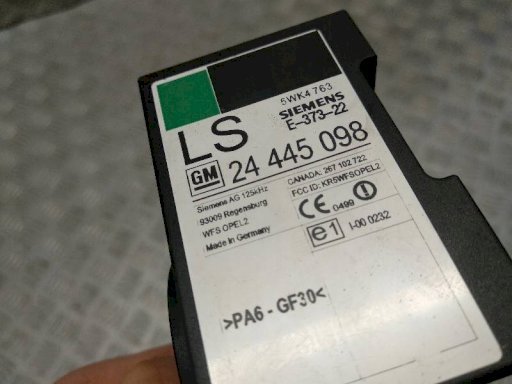 5WK4 763
SIEMENS
E-373-22
LS
GM 24 445 098
Siemens AG 125kHz
93009 Regensburg
WFS OPEL2
Made in Germany
CANADA: 267 102 722
FCC ID: KR5WFSOPEL2
CE 0499
e1 I-00 0232
>PA6 - GF30<